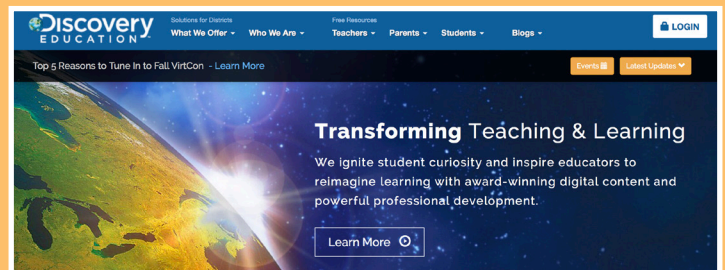 Discovery
EDUCATION
Solutions for Districts
What We Offer
Who We Are
Free Resources
Teachers
Parents
Students
Blogs
LOGIN
Top 5 Reasons to Tune In to Fall VirtCon - Learn More
Events
Latest Updates
Transforming Teaching & Learning
We ignite student curiosity and inspire educators to
reimagine learning with award-winning digital content and
powerful professional development.
Learn More